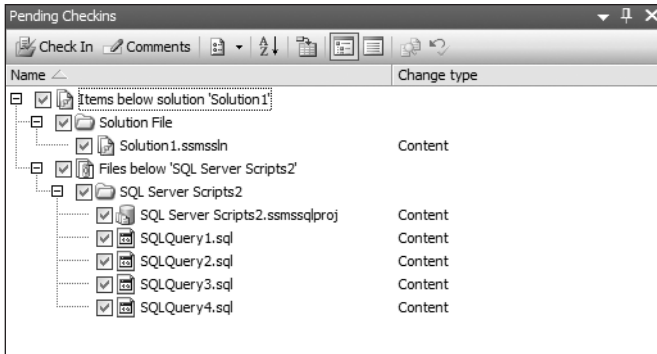 Pending Checkins
Check In Comments
Name Change type
Items below solution 'Solution1'
Solution File
Solution1.ssmssln Content
Files below 'SQL Server Scripts2'
SQL Server Scripts2
SQL Server Scripts2.ssmssqlproj Content
SQLQuery1.sql Content
SQLQuery2.sql Content
SQLQuery3.sql Content
SQLQuery4.sql Content